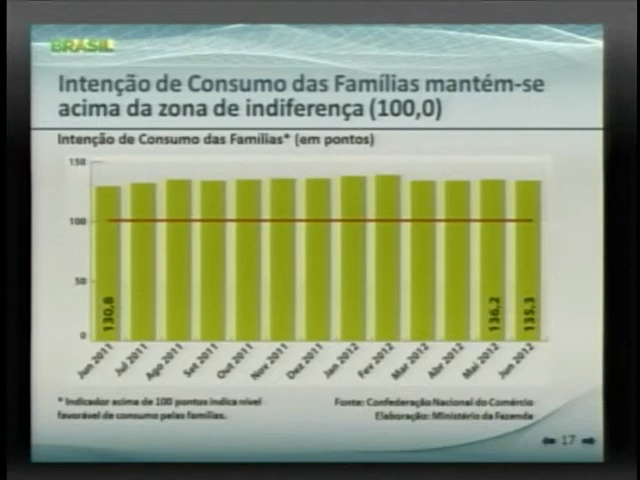 BRASIL
Intenção de Consumo das Famílias mantém-se
acima da zona de indiferença (100,0)
Intenção de Consumo das Famílias* (em pontos)
150
100
50
0
130,8
136,2
135,3
Jun 2011
Jul 2011
Ago 2011
Set 2011
Out 2011
Nov 2011
Dez 2011
Jan 2012
Fev 2012
Mar 2012
Abr 2012
Mai 2012
Jun 2012
* Indicador acima de 100 pontos indica nível
favorável de consumo pelas famílias.
Fonte: Confederação Nacional do Comércio
Elaboração: Ministério da Fazenda
17